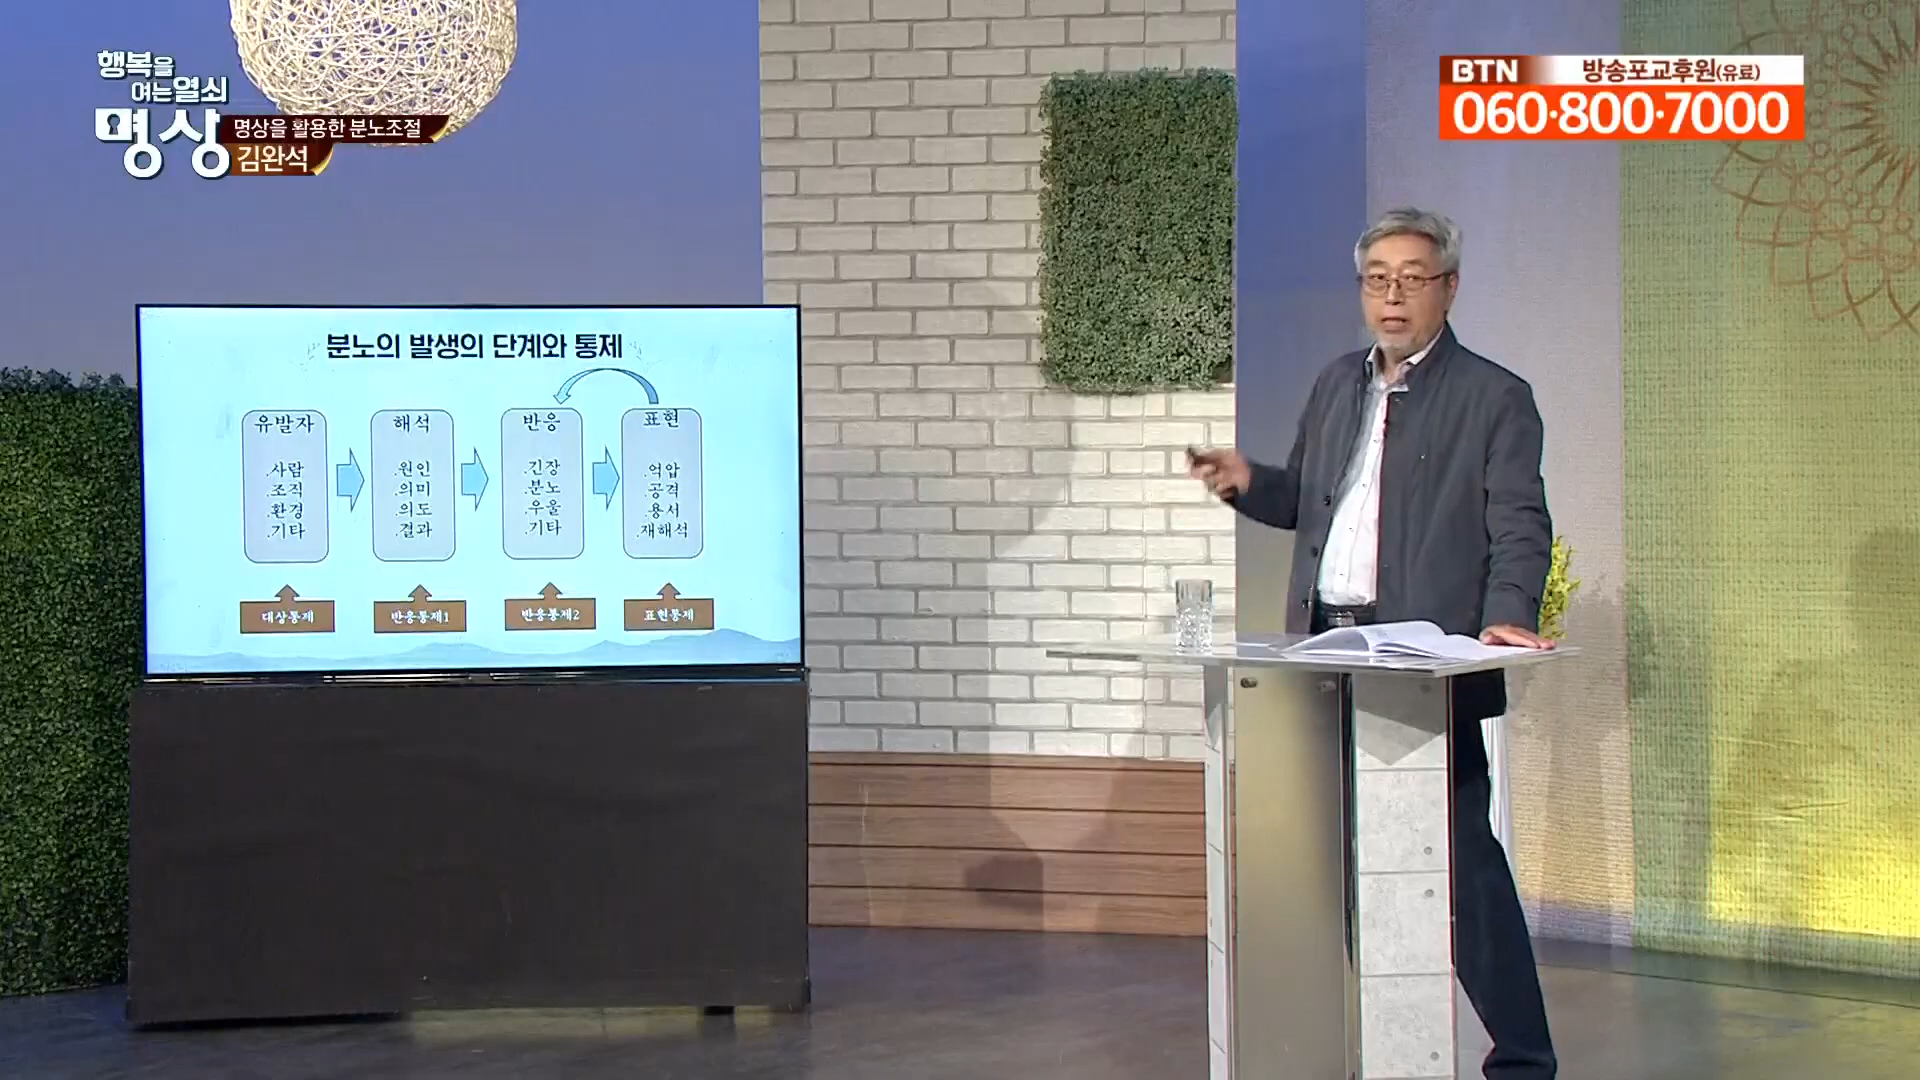 행복을
여는열쇠
명상
명상을 활용한 분노조절
김완석
BTN 방송포교후원(유료)
060·800·7000
분노의 발생의 단계와 통제
유발자
.사람
.조직
.환경
.기타
해석
.원인
.의미
.의도
.결과
반응
.긴장
.분노
.우울
.기타
표현
.억압
.공격
.용서
.재해석
대상통제
반응통제1
반응통제2
표현통제